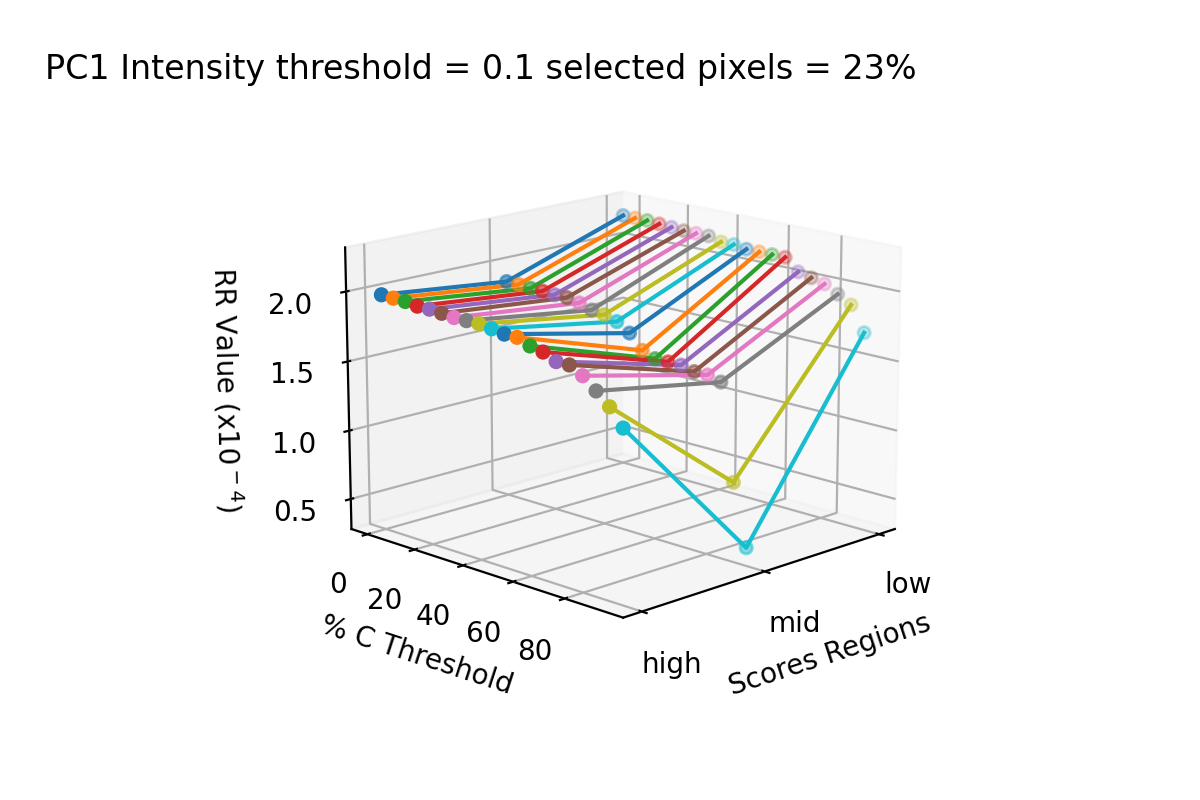 PC1 Intensity threshold = 0.1 selected pixels = 23%
RR Value (x10⁻⁴)
2.0
1.5
1.0
0.5
0
20
40
60
80
% C Threshold
high
mid
low
Scores Regions